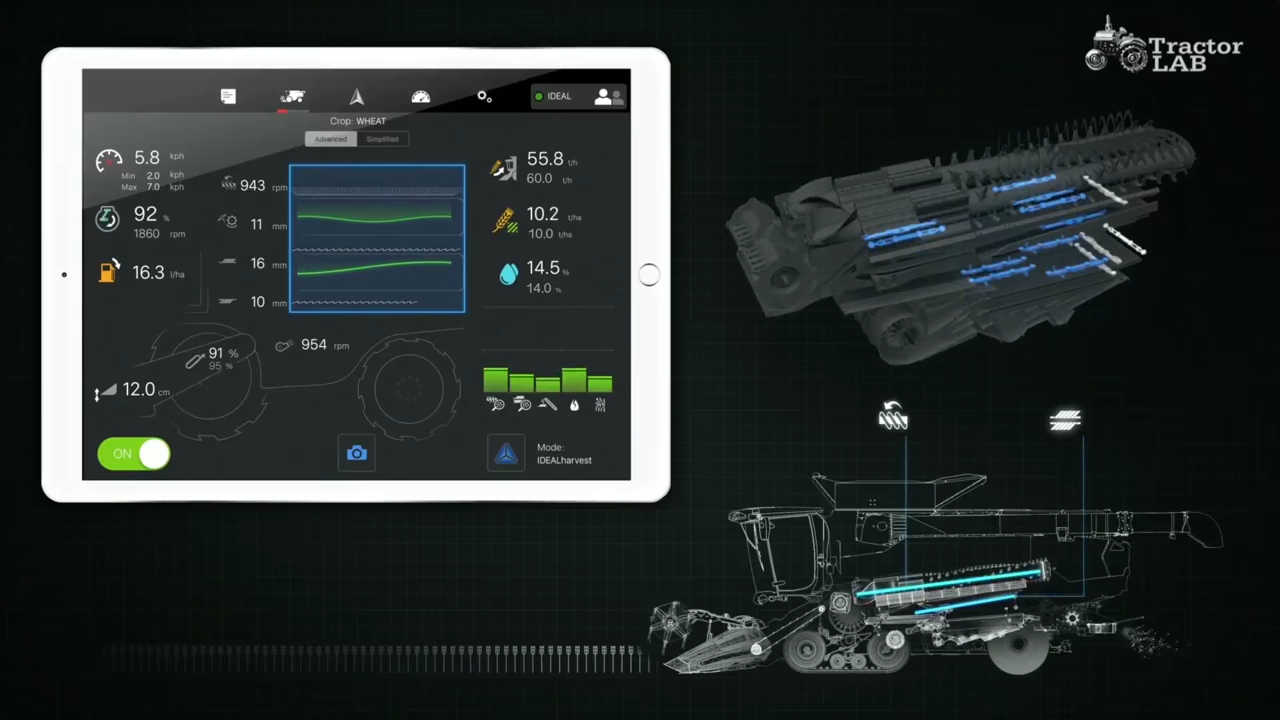 Tractor
LAB
IDEAL
Crop: WHEAT
Advanced Simplified
5.8 kph
Min 2.0 kph
Max 7.0 kph
92 %
1860 rpm
16.3 l/ha
943 rpm
11 mm
16 mm
10 mm
55.8 t/h
60.0 t/h
10.2 t/ha
10.0 t/ha
14.5 %
14.0 %
91 %
95 %
954 rpm
12.0 cm
ON
Mode:
IDEALharvest